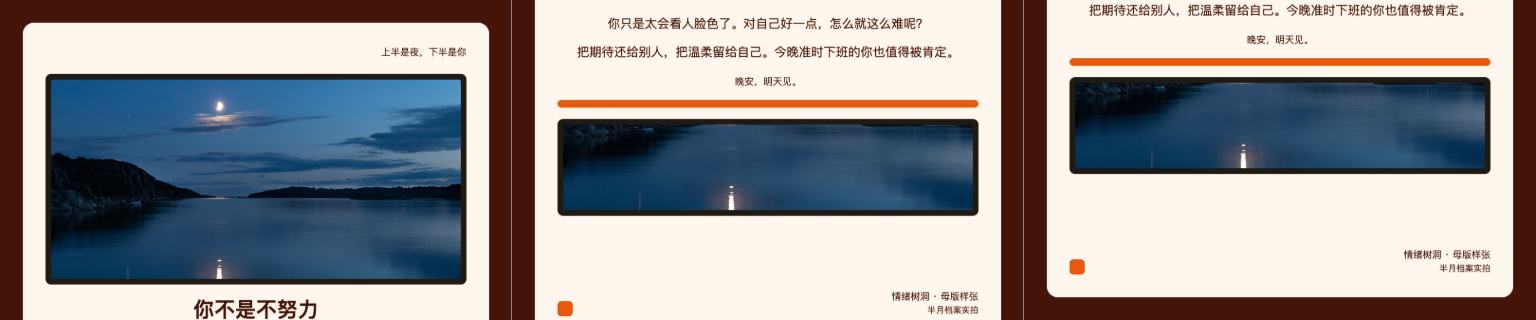 上半是夜，下半是你
你不是不努力
你只是太会看人脸色了。对自己好一点，怎么就这么难呢？
把期待还给别人，把温柔留给自己。今晚准时下班的你也值得被肯定。
晚安，明天见。
情绪树洞 · 母版样张
半月档案实拍
把期待还给别人，把温柔留给自己。今晚准时下班的你也值得被肯定。
晚安，明天见。
情绪树洞 · 母版样张
半月档案实拍